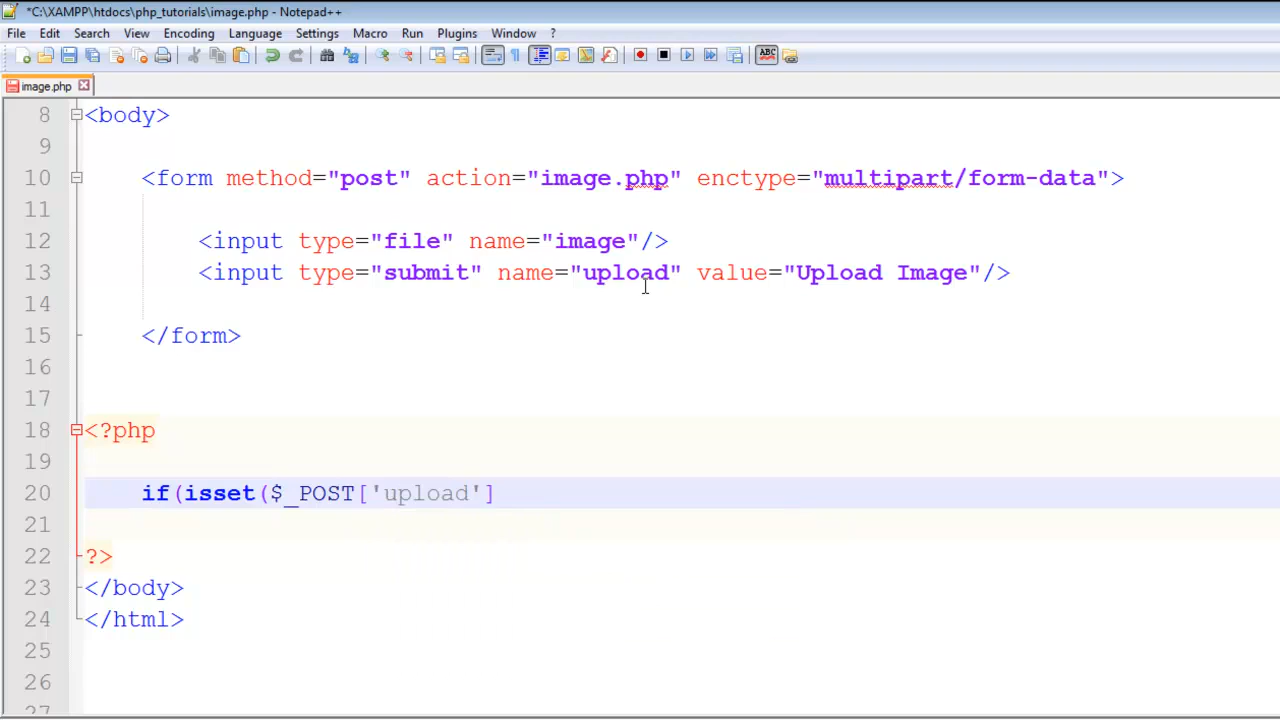 *C:\XAMPP\htdocs\php_tutorials\image.php - Notepad++
File Edit Search View Encoding Language Settings Macro Run Plugins Window ?
ABC
image.php
8 <body>
9
10 <form method="post" action="image.php" enctype="multipart/form-data">
11
12 <input type="file" name="image"/>
13 <input type="submit" name="upload" value="Upload Image"/>
14
15 </form>
16
17
18 <?php
19
20 if(isset($_POST['upload']
21
22 ?>
23 </body>
24 </html>
25
26
27